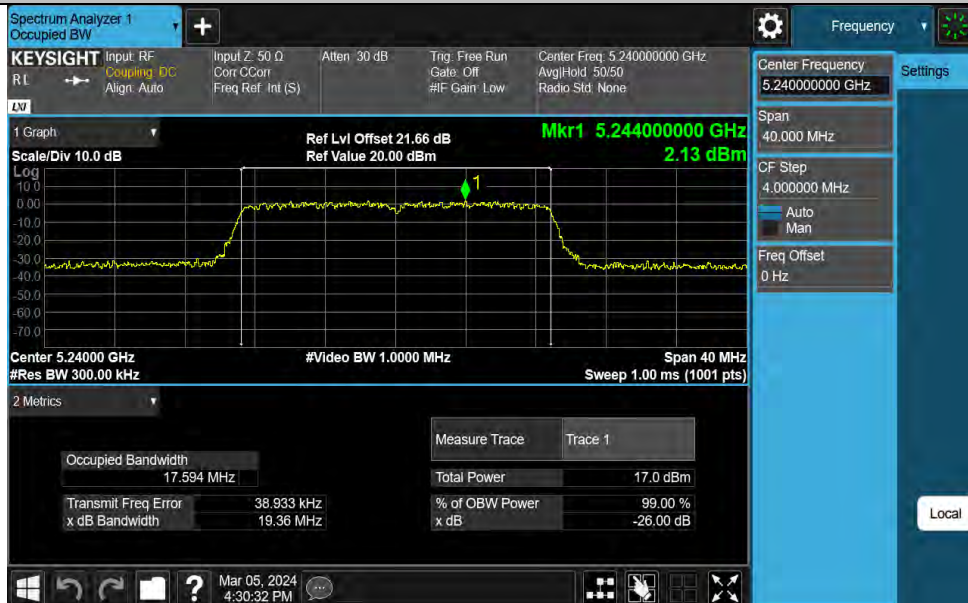 Spectrum Analyzer 1
Occupied BW
+
Frequency
KEYSIGHT
Input: RF
Coupling: DC
Align: Auto
Input Z: 50 Ω
Corr CCorr
Freq Ref: Int (S)
Atten: 30 dB
Trig: Free Run
Gate: Off
#IF Gain: Low
Center Freq: 5.240000000 GHz
Avg|Hold: 50/50
Radio Std: None
LXI
Center Frequency
5.240000000 GHz
Settings
Span
40.000 MHz
CF Step
4.000000 MHz
Auto
Man
Freq Offset
0 Hz
1 Graph
Scale/Div 10.0 dB
Ref Lvl Offset 21.66 dB
Ref Value 20.00 dBm
Mkr1 5.244000000 GHz
2.13 dBm
Log
10.0
0.00
-10.0
-20.0
-30.0
-40.0
-50.0
-60.0
-70.0
1
Center 5.24000 GHz
#Res BW 300.00 kHz
#Video BW 1.0000 MHz
Span 40 MHz
Sweep 1.00 ms (1001 pts)
2 Metrics
Measure Trace Trace 1
Occupied Bandwidth
17.594 MHz
Total Power 17.0 dBm
Transmit Freq Error 38.933 kHz
% of OBW Power 99.00 %
x dB Bandwidth 19.36 MHz
x dB -26.00 dB
Local
?
Mar 05, 2024
4:30:32 PM